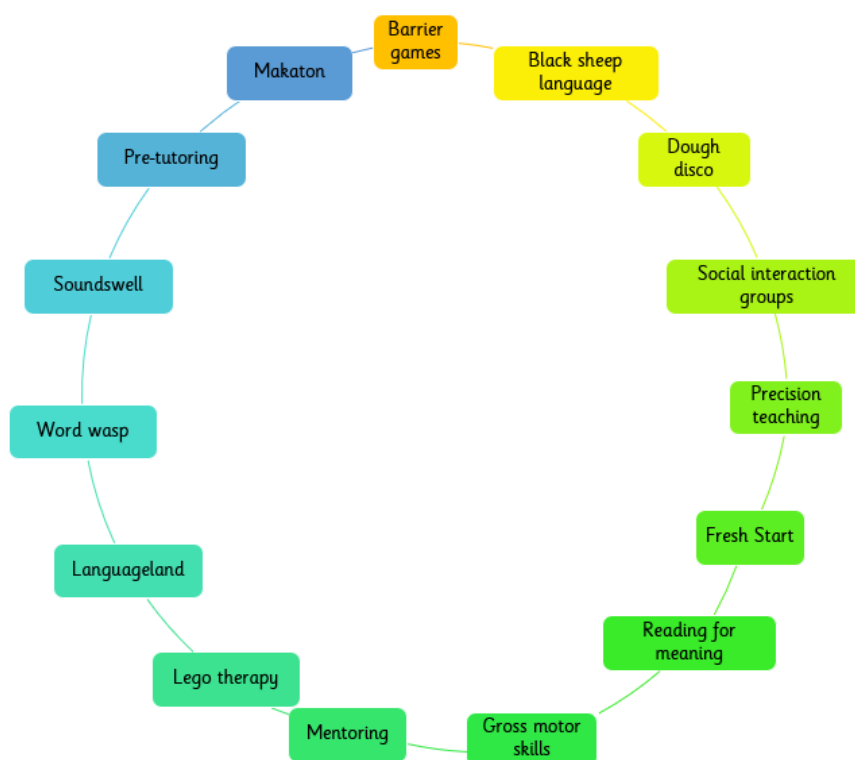 Barrier
games
Black sheep
language
Dough
disco
Social interaction
groups
Precision
teaching
Fresh Start
Reading for
meaning
Gross motor
skills
Mentoring
Lego therapy
Languageland
Word wasp
Soundswell
Pre-tutoring
Makaton